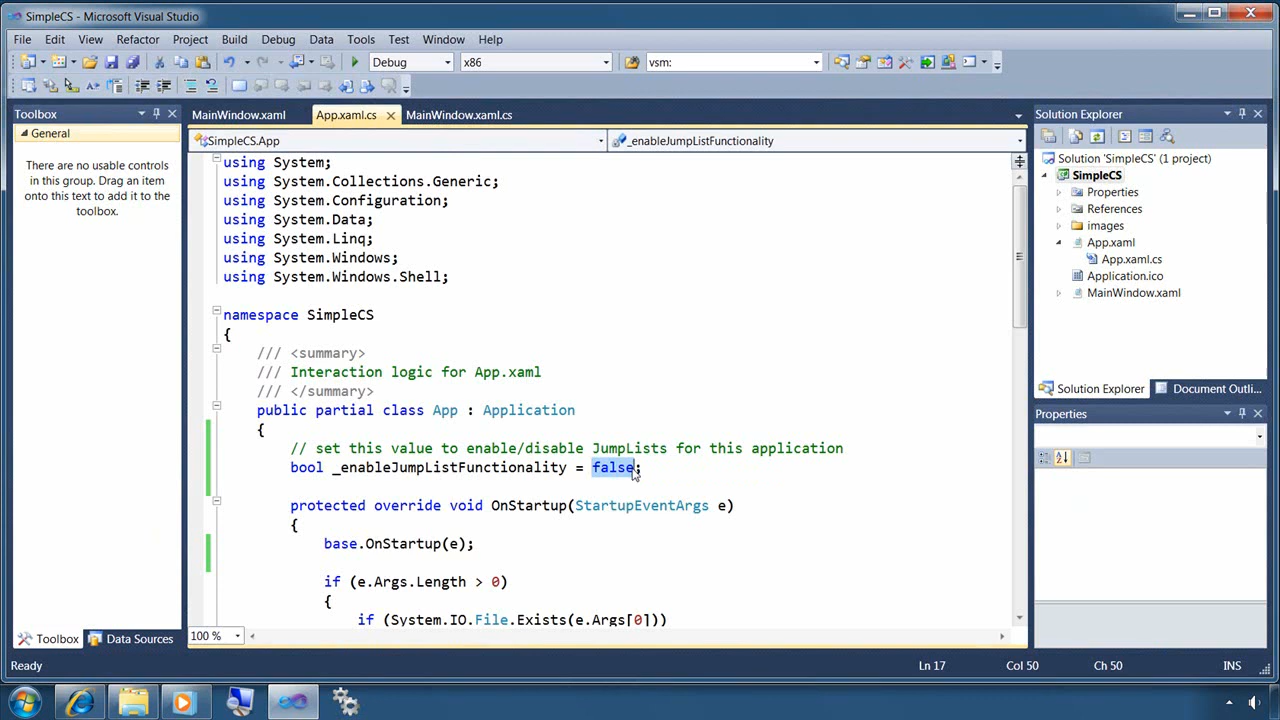 SimpleCS - Microsoft Visual Studio
File Edit View Refactor Project Build Debug Data Tools Test Window Help
Debug x86 vsm:
Toolbox
General
There are no usable controls
in this group. Drag an item
onto this text to add it to the
toolbox.
Toolbox Data Sources
MainWindow.xaml App.xaml.cs MainWindow.xaml.cs
SimpleCS.App _enableJumpListFunctionality
using System;
using System.Collections.Generic;
using System.Configuration;
using System.Data;
using System.Linq;
using System.Windows;
using System.Windows.Shell;
namespace SimpleCS
{
/// <summary>
/// Interaction logic for App.xaml
/// </summary>
public partial class App : Application
{
// set this value to enable/disable JumpLists for this application
bool _enableJumpListFunctionality = false;
protected override void OnStartup(StartupEventArgs e)
{
base.OnStartup(e);
if (e.Args.Length > 0)
{
if (System.IO.File.Exists(e.Args[0]))
100 %
Solution Explorer
Solution 'SimpleCS' (1 project)
SimpleCS
Properties
References
images
App.xaml
App.xaml.cs
Application.ico
MainWindow.xaml
Solution Explorer Document Outli...
Properties
Ready Ln 17 Col 50 Ch 50 INS